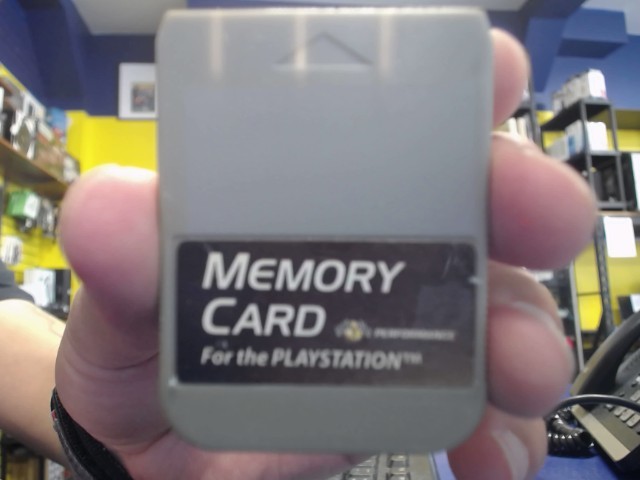 MEMORY
CARD PERFORMANCE
For the PLAYSTATION™